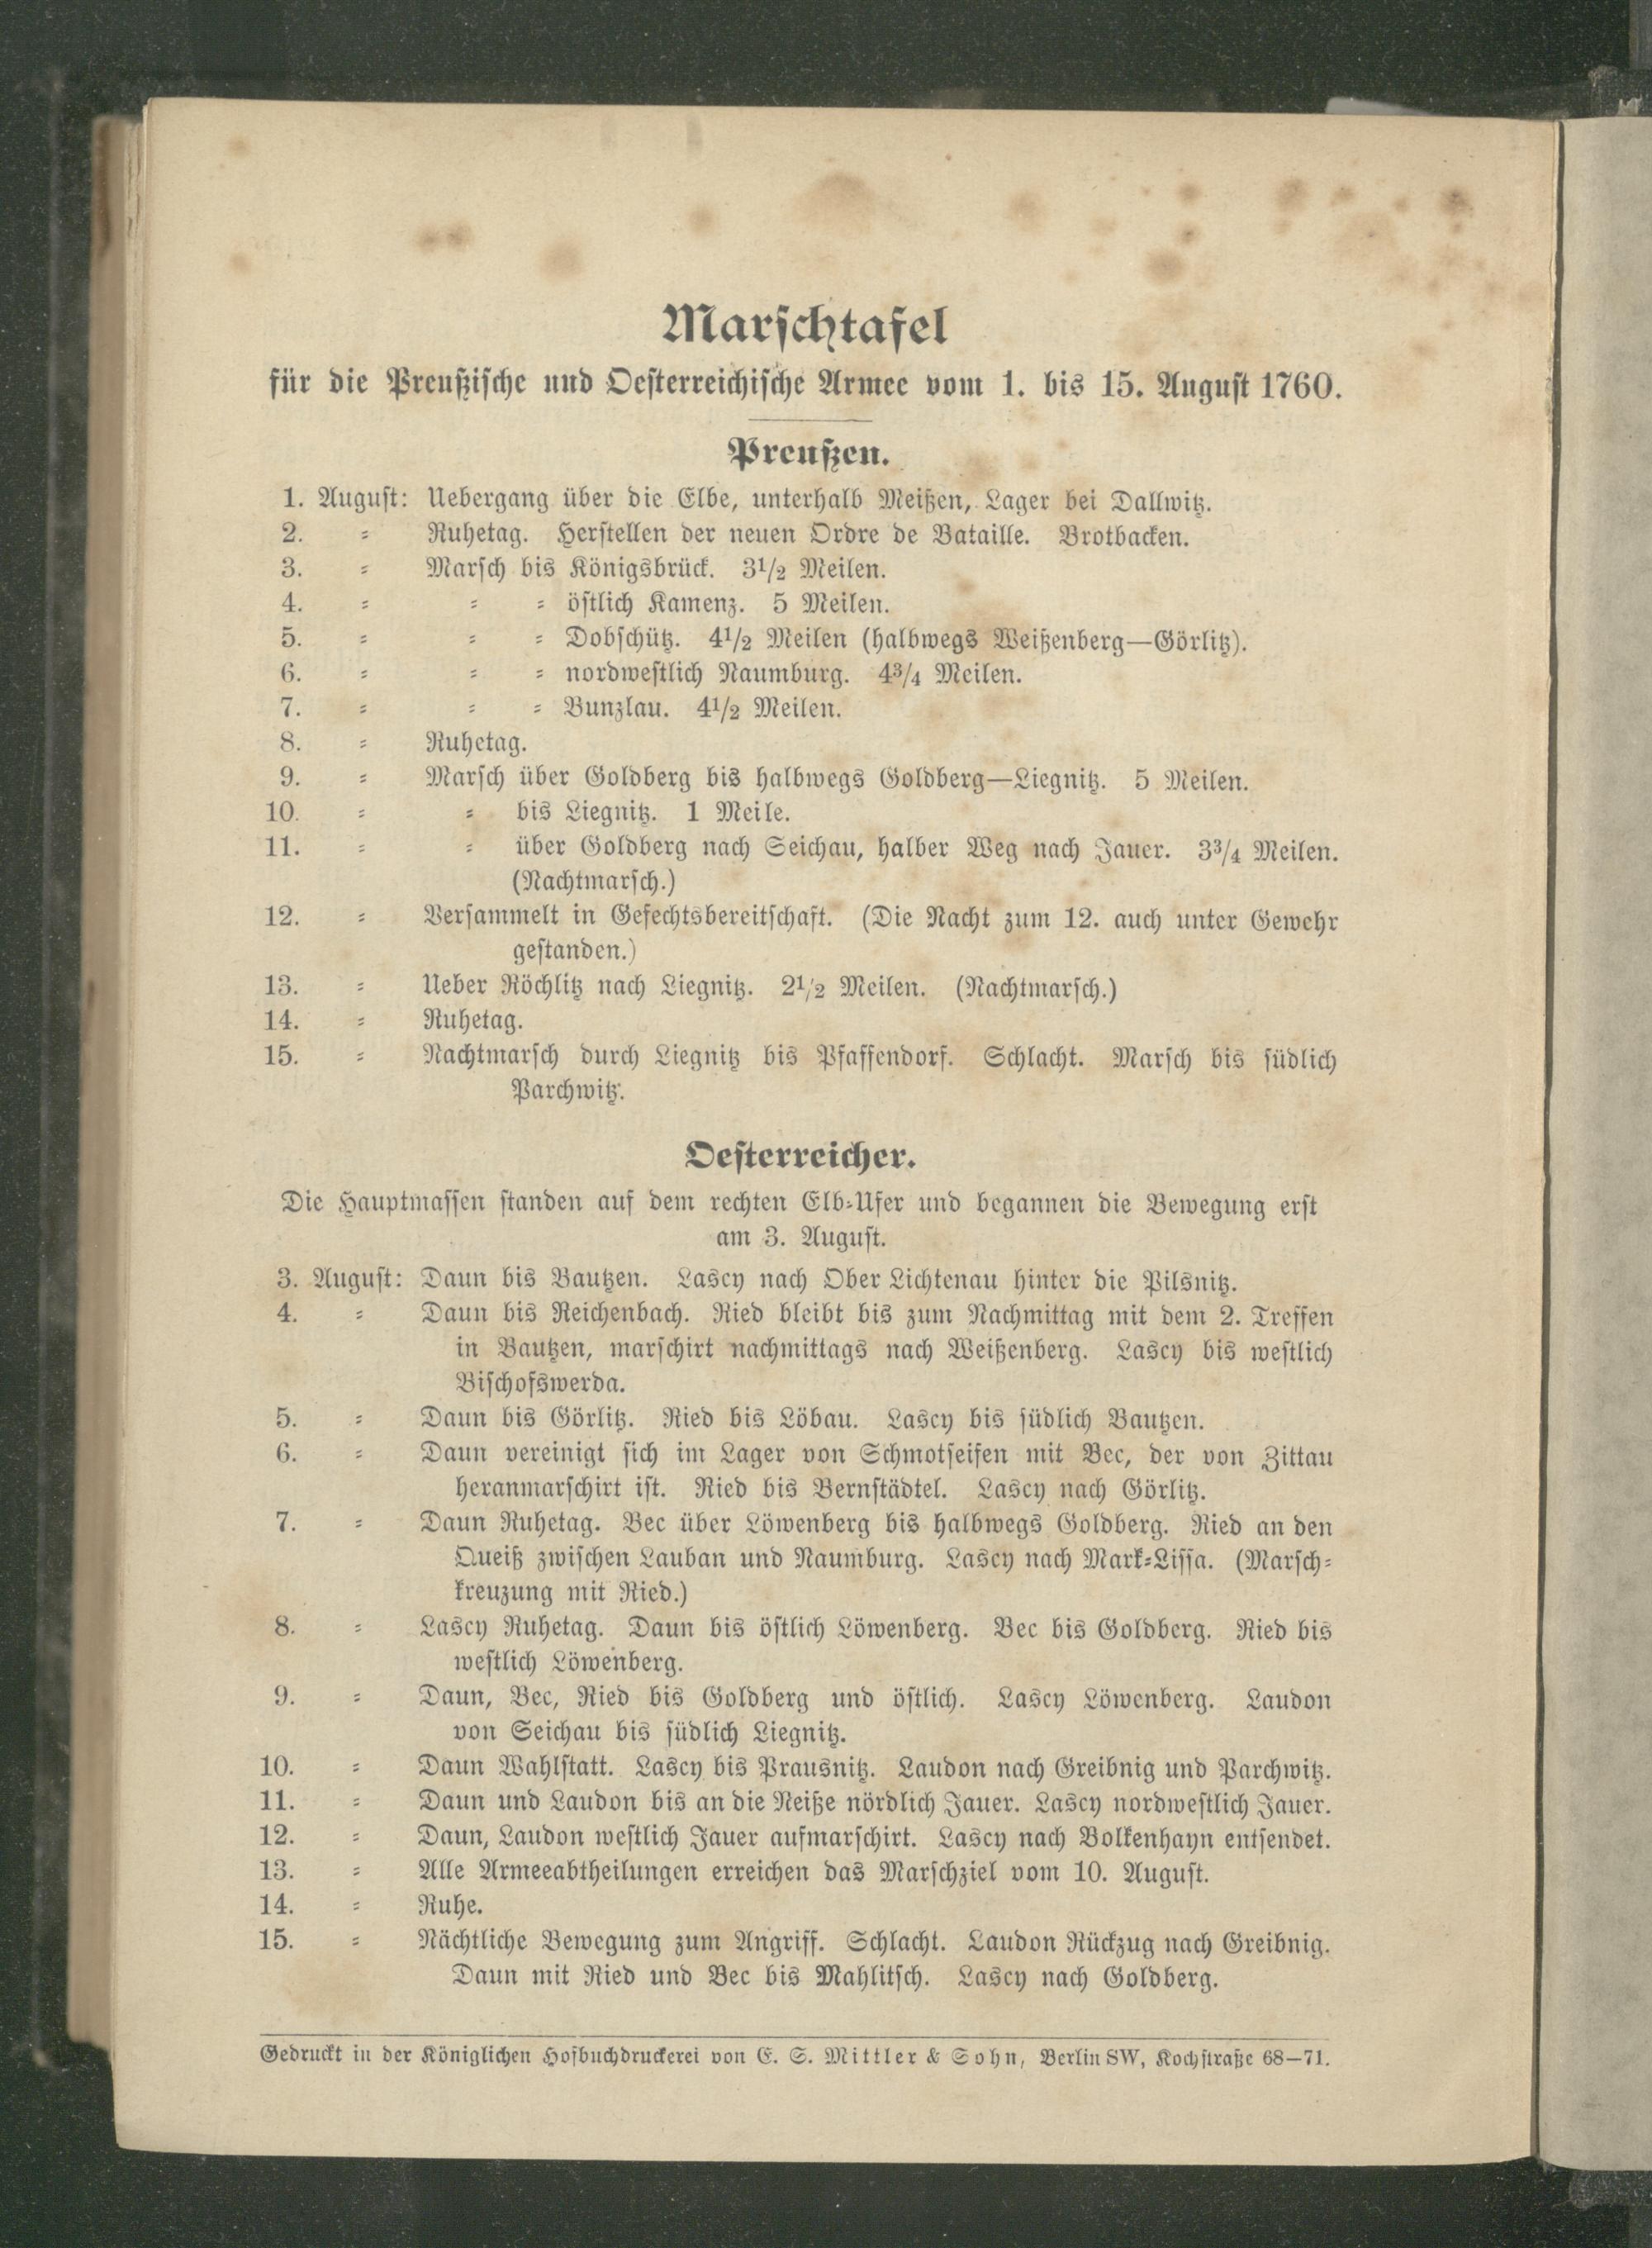 Marschtafel
für die Preußische und Oesterreichische Armee vom 1. bis 15. August 1760.
Preußen.
1. August: Uebergang über die Elbe, unterhalb Meißen, Lager bei Dallwitz.
2. = Ruhetag. Herstellen der neuen Ordre de Bataille. Brotbacken.
3. = Marsch bis Königsbrück. 3 1/2 Meilen.
4. = = = östlich Kamenz. 5 Meilen.
5. = = = Dobschütz. 4 1/2 Meilen (halbwegs Weißenberg—Görlitz).
6. = = = nordwestlich Naumburg. 4 3/4 Meilen.
7. = = = Bunzlau. 4 1/2 Meilen.
8. = Ruhetag.
9. = Marsch über Goldberg bis halbwegs Goldberg—Liegnitz. 5 Meilen.
10. = = bis Liegnitz. 1 Meile.
11. = = über Goldberg nach Seichau, halber Weg nach Jauer. 3 3/4 Meilen.
(Nachtmarsch.)
12. = Versammelt in Gefechtsbereitschaft. (Die Nacht zum 12. auch unter Gewehr
gestanden.)
13. = Ueber Röchlitz nach Liegnitz. 2 1/2 Meilen. (Nachtmarsch.)
14. = Ruhetag.
15. = Nachtmarsch durch Liegnitz bis Pfaffendorf. Schlacht. Marsch bis südlich
Parchwitz.
Oesterreicher.
Die Hauptmassen standen auf dem rechten Elb=Ufer und begannen die Bewegung erst
am 3. August.
3. August: Daun bis Bautzen. Lascy nach Ober Lichtenau hinter die Pilsnitz.
4. = Daun bis Reichenbach. Ried bleibt bis zum Nachmittag mit dem 2. Treffen
in Bautzen, marschirt nachmittags nach Weißenberg. Lascy bis westlich
Bischofswerda.
5. = Daun bis Görlitz. Ried bis Löbau. Lascy bis südlich Bautzen.
6. = Daun vereinigt sich im Lager von Schmotseifen mit Bec, der von Zittau
heranmarschirt ist. Ried bis Bernstädtel. Lascy nach Görlitz.
7. = Daun Ruhetag. Bec über Löwenberg bis halbwegs Goldberg. Ried an den
Queiß zwischen Lauban und Naumburg. Lascy nach Mark=Lissa. (Marsch=
kreuzung mit Ried.)
8. = Lascy Ruhetag. Daun bis östlich Löwenberg. Bec bis Goldberg. Ried bis
westlich Löwenberg.
9. = Daun, Bec, Ried bis Goldberg und östlich. Lascy Löwenberg. Laudon
von Seichau bis südlich Liegnitz.
10. = Daun Wahlstatt. Lascy bis Prausnitz. Laudon nach Greibnig und Parchwitz.
11. = Daun und Laudon bis an die Neiße nördlich Jauer. Lascy nordwestlich Jauer.
12. = Daun, Laudon westlich Jauer aufmarschirt. Lascy nach Bolkenhayn entsendet.
13. = Alle Armeeabtheilungen erreichen das Marschziel vom 10. August.
14. = Ruhe.
15. = Nächtliche Bewegung zum Angriff. Schlacht. Laudon Rückzug nach Greibnig.
Daun mit Ried und Bec bis Mahlitsch. Lascy nach Goldberg.
Gedruckt in der Königlichen Hofbuchdruckerei von E. S. Mittler & Sohn, Berlin SW, Kochstraße 68—71.